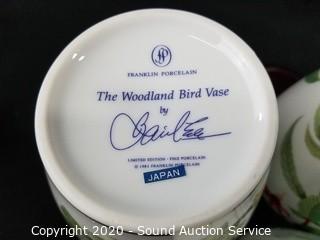 FRANKLIN PORCELAIN
The Woodland Bird Vase
by
LIMITED EDITION · FINE PORCELAIN
© 1981 FRANKLIN PORCELAIN
JAPAN
Copyright 2020 - Sound Auction Service